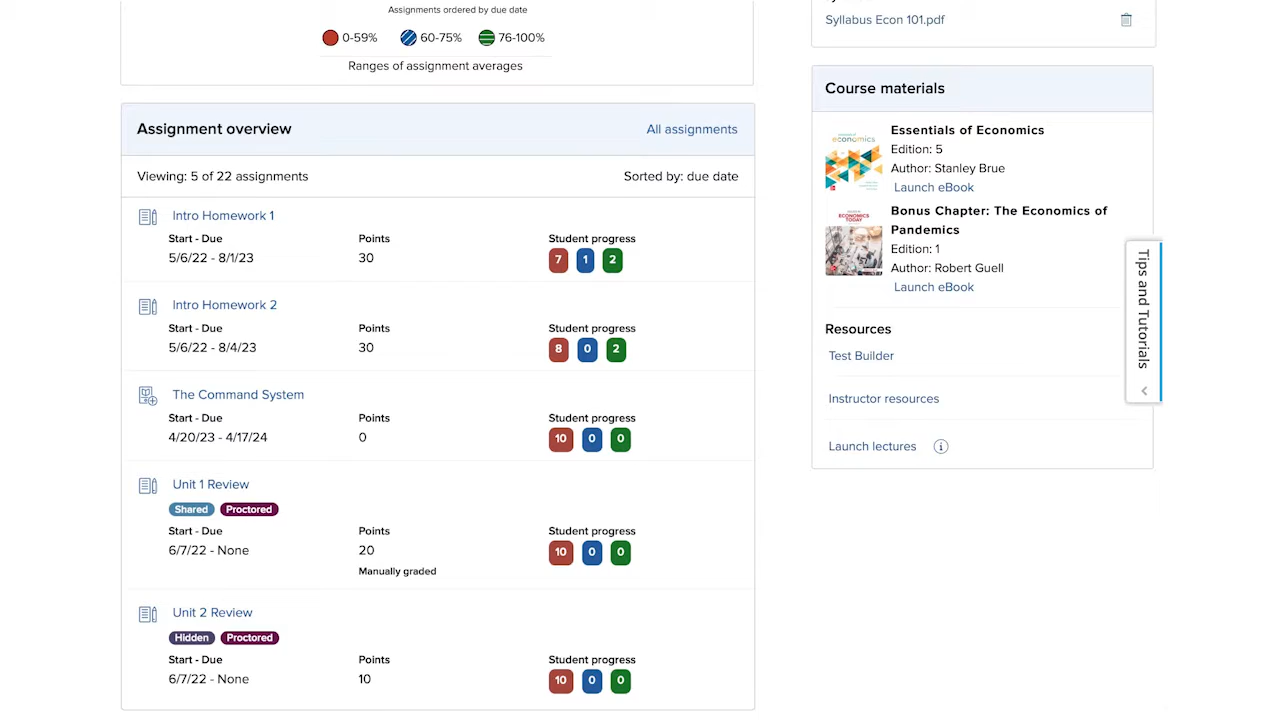 Assignments ordered by due date
0-59% 60-75% 76-100%
Ranges of assignment averages
Assignment overview
All assignments
Viewing: 5 of 22 assignments
Sorted by: due date
Intro Homework 1
Start - Due Points Student progress
5/6/22 - 8/1/23 30 7 1 2
Intro Homework 2
Start - Due Points Student progress
5/6/22 - 8/4/23 30 8 0 2
The Command System
Start - Due Points Student progress
4/20/23 - 4/17/24 0 10 0 0
Unit 1 Review
Shared Proctored
Start - Due Points Student progress
6/7/22 - None 20 10 0 0
Manually graded
Unit 2 Review
Hidden Proctored
Start - Due Points Student progress
6/7/22 - None 10 10 0 0
Syllabus Econ 101.pdf
Course materials
economics
Essentials of Economics
Edition: 5
Author: Stanley Brue
Launch eBook
ECONOMICS
TODAY
Bonus Chapter: The Economics of
Pandemics
Edition: 1
Author: Robert Guell
Launch eBook
Resources
Test Builder
Instructor resources
Launch lectures
Tips and Tutorials